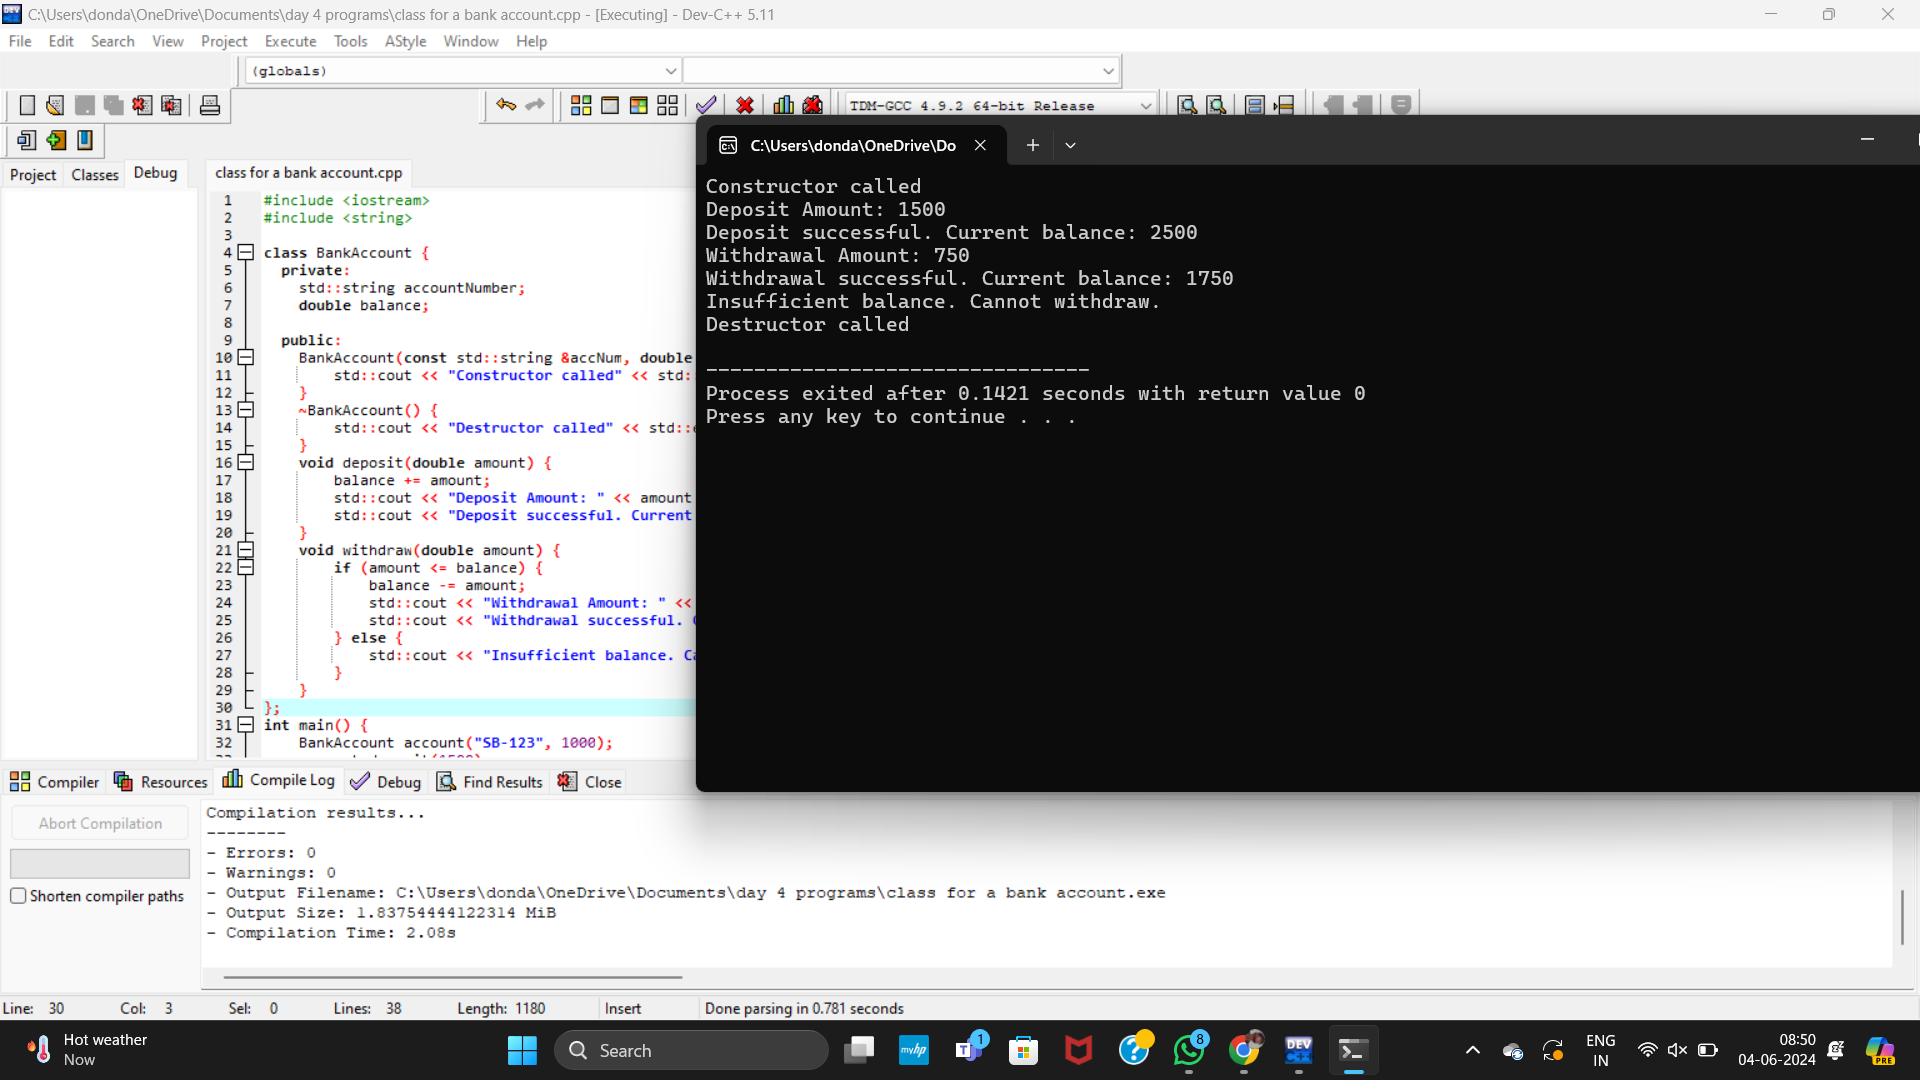 C:\Users\donda\OneDrive\Documents\day 4 programs\class for a bank account.cpp - [Executing] - Dev-C++ 5.11
File Edit Search View Project Execute Tools AStyle Window Help
(globals)
TDM-GCC 4.9.2 64-bit Release
Project Classes Debug
class for a bank account.cpp
1 #include <iostream>
2 #include <string>
3
4 class BankAccount {
5 private:
6 std::string accountNumber;
7 double balance;
8
9 public:
10 BankAccount(const std::string &accNum, double
11 std::cout << "Constructor called" << std:
12 }
13 ~BankAccount() {
14 std::cout << "Destructor called" << std::
15 }
16 void deposit(double amount) {
17 balance += amount;
18 std::cout << "Deposit Amount: " << amount
19 std::cout << "Deposit successful. Current
20 }
21 void withdraw(double amount) {
22 if (amount <= balance) {
23 balance -= amount;
24 std::cout << "Withdrawal Amount: " <<
25 std::cout << "Withdrawal successful.
26 } else {
27 std::cout << "Insufficient balance.
28 }
29 }
30 };
31 int main() {
32 BankAccount account("SB-123", 1000);
C:\Users\donda\OneDrive\Do
Constructor called
Deposit Amount: 1500
Deposit successful. Current balance: 2500
Withdrawal Amount: 750
Withdrawal successful. Current balance: 1750
Insufficient balance. Cannot withdraw.
Destructor called
--------------------------------
Process exited after 0.1421 seconds with return value 0
Press any key to continue . . .
Compiler Resources Compile Log Debug Find Results Close
Abort Compilation
Shorten compiler paths
Compilation results...
--------
- Errors: 0
- Warnings: 0
- Output Filename: C:\Users\donda\OneDrive\Documents\day 4 programs\class for a bank account.exe
- Output Size: 1.83754444122314 MiB
- Compilation Time: 2.08s
Line: 30 Col: 3 Sel: 0 Lines: 38 Length: 1180 Insert Done parsing in 0.781 seconds
Hot weather
Now
Search
myhp
1
8
DEV
C++
ENG
IN
08:50
04-06-2024
PRE